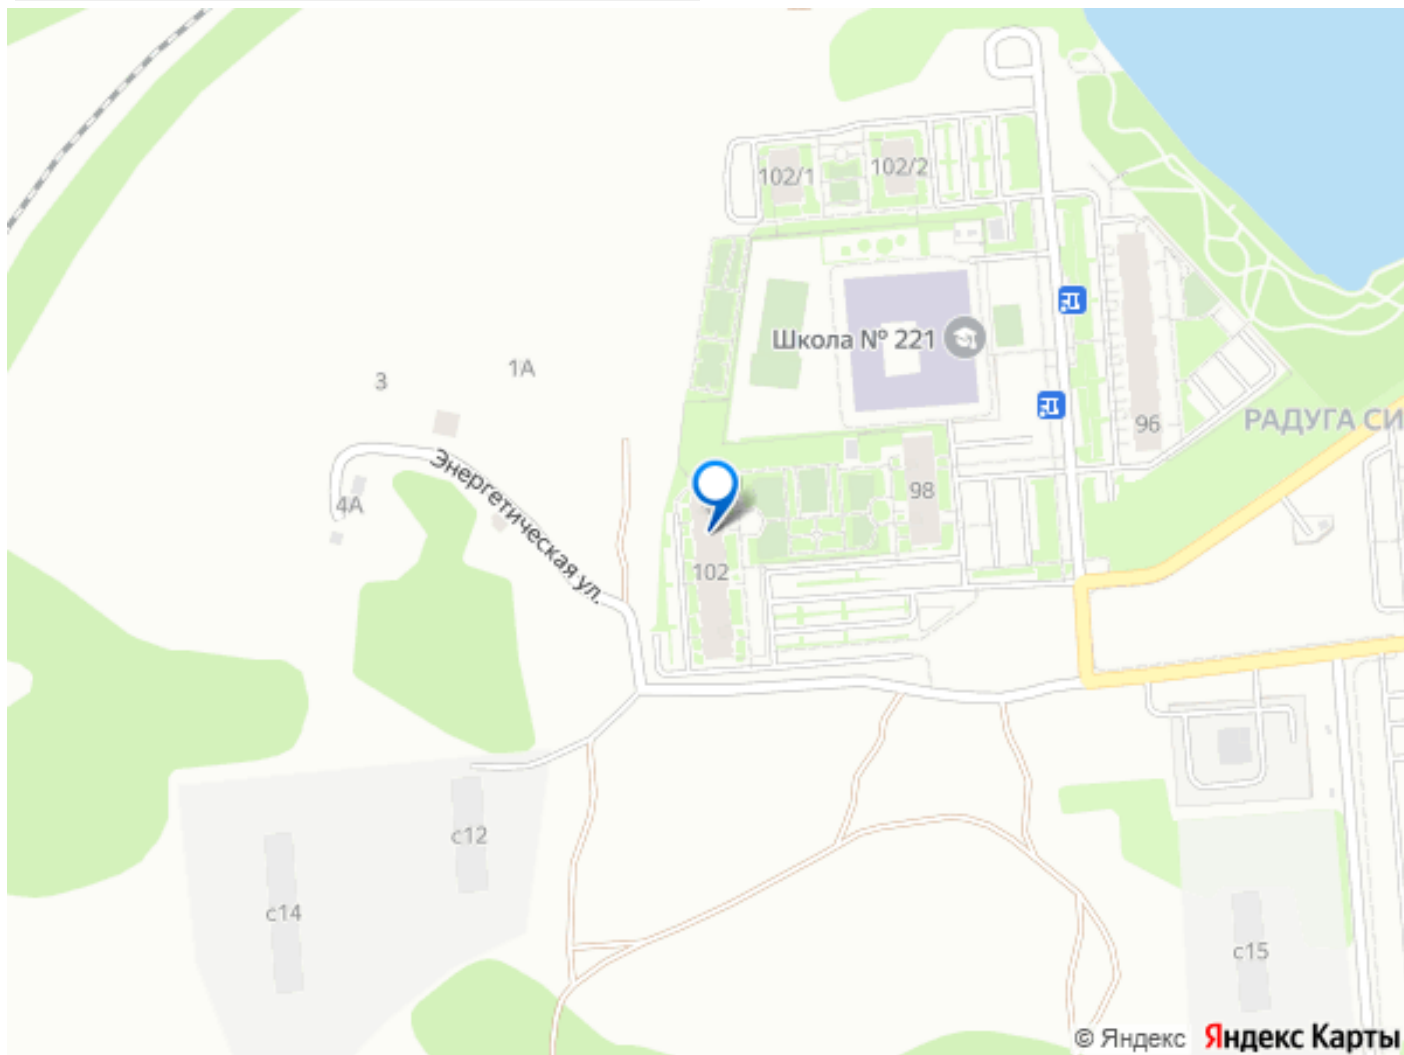 102/1
102/2
Школа № 221
3
1А
96
РАДУГА СИ
Энергетическая ул.
4А
98
102
с12
с14
с15
© Яндекс Яндекс Карты